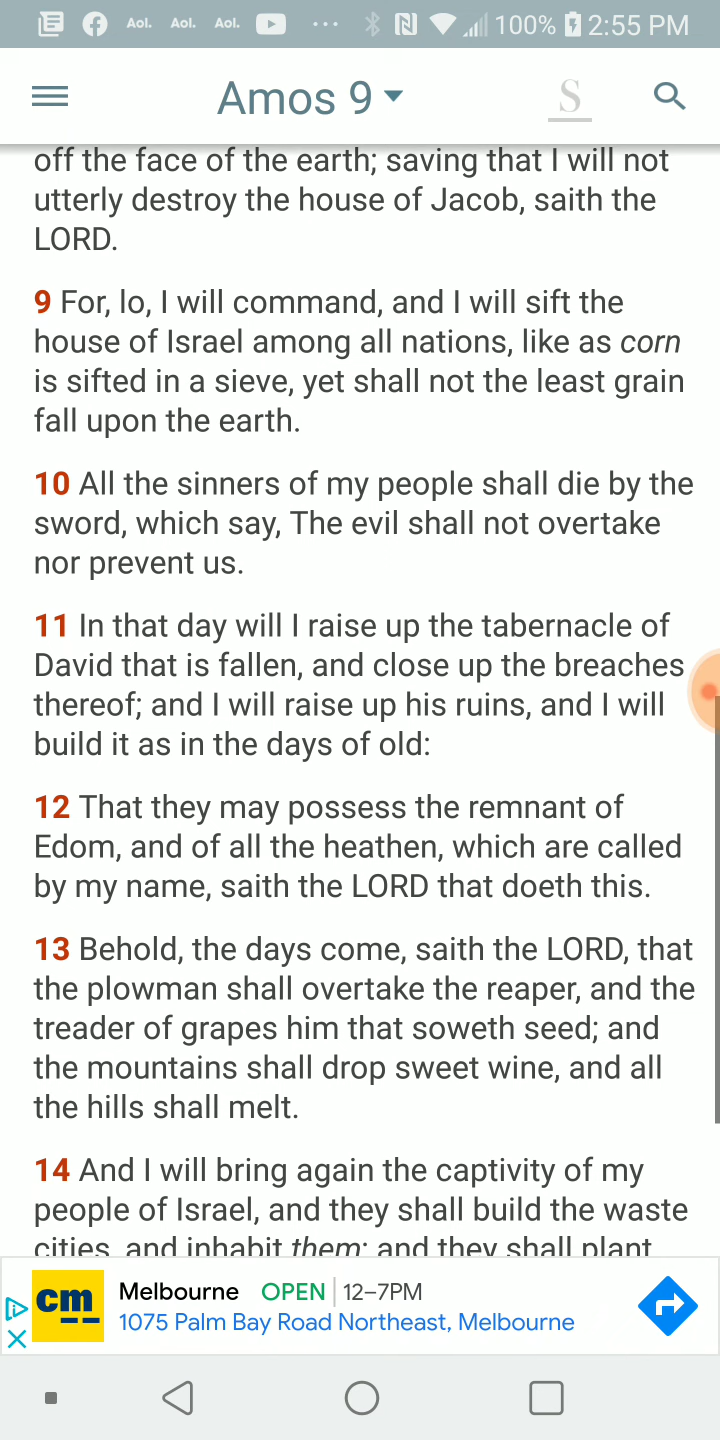 Aol. Aol. Aol. ... 100% 2:55 PM
Amos 9 S
off the face of the earth; saving that I will not
utterly destroy the house of Jacob, saith the
LORD.
9 For, lo, I will command, and I will sift the
house of Israel among all nations, like as corn
is sifted in a sieve, yet shall not the least grain
fall upon the earth.
10 All the sinners of my people shall die by the
sword, which say, The evil shall not overtake
nor prevent us.
11 In that day will I raise up the tabernacle of
David that is fallen, and close up the breaches
thereof; and I will raise up his ruins, and I will
build it as in the days of old:
12 That they may possess the remnant of
Edom, and of all the heathen, which are called
by my name, saith the LORD that doeth this.
13 Behold, the days come, saith the LORD, that
the plowman shall overtake the reaper, and the
treader of grapes him that soweth seed; and
the mountains shall drop sweet wine, and all
the hills shall melt.
14 And I will bring again the captivity of my
people of Israel, and they shall build the waste
cities, and inhabit them; and they shall plant
cm Melbourne OPEN 12–7PM
1075 Palm Bay Road Northeast, Melbourne